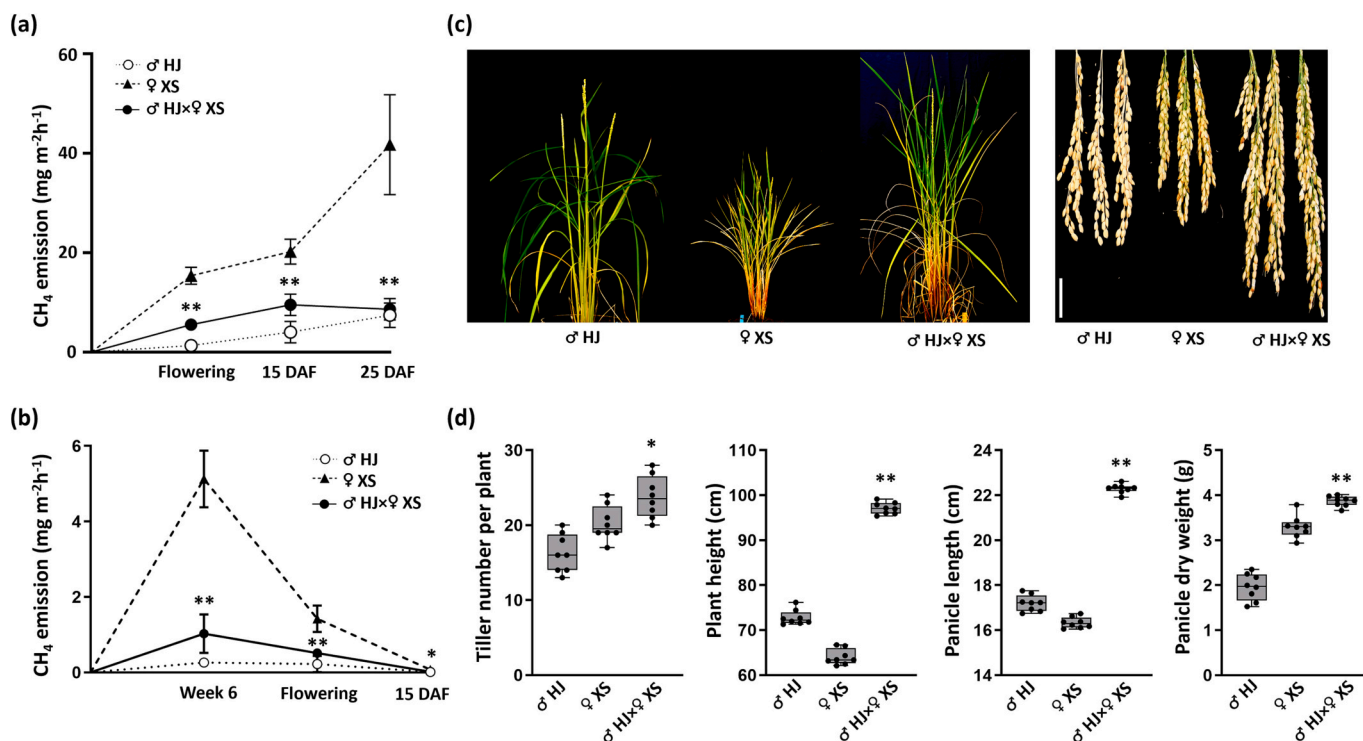 (a)
60
40
20
0
CH₄ emission (mg m⁻²h⁻¹)
♂ HJ
♀ XS
♂ HJ×♀ XS
**
**
**
Flowering
15 DAF
25 DAF
(b)
6
4
2
0
CH₄ emission (mg m⁻²h⁻¹)
♂ HJ
♀ XS
♂ HJ×♀ XS
**
**
*
Week 6
Flowering
15 DAF
(c)
♂ HJ
♀ XS
♂ HJ×♀ XS
♂ HJ
♀ XS
♂ HJ×♀ XS
(d)
30
20
10
0
Tiller number per plant
*
♂ HJ
♀ XS
♂ HJ×♀ XS
110
100
90
80
70
60
Plant height (cm)
**
♂ HJ
♀ XS
♂ HJ×♀ XS
24
22
20
18
16
14
Panicle length (cm)
**
♂ HJ
♀ XS
♂ HJ×♀ XS
5
4
3
2
1
0
Panicle dry weight (g)
**
♂ HJ
♀ XS
♂ HJ×♀ XS